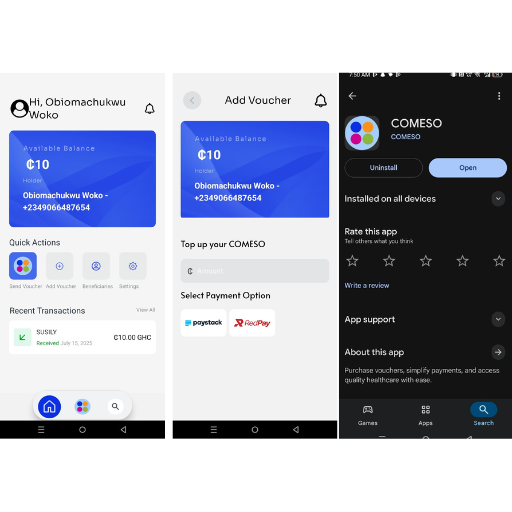 Hi, Obiomachukwu
Woko
Available Balance
₵10
Holder
Obiomachukwu Woko -
+2349066487654
Quick Actions
Send Voucher Add Voucher Beneficiaries Settings
Recent Transactions View All
SUSILY
Received July 15, 2025
₵10.00 GHC
Add Voucher
Available Balance
₵10
Holder
Obiomachukwu Woko -
+2349066487654
Top up your COMESO
₵ Amount
Select Payment Option
paystack RedPay
7:50 AM
COMESO
COMESO
Uninstall Open
Installed on all devices
Rate this app
Tell others what you think
Write a review
App support
About this app
Purchase vouchers, simplify payments, and access
quality healthcare with ease.
Games Apps Search